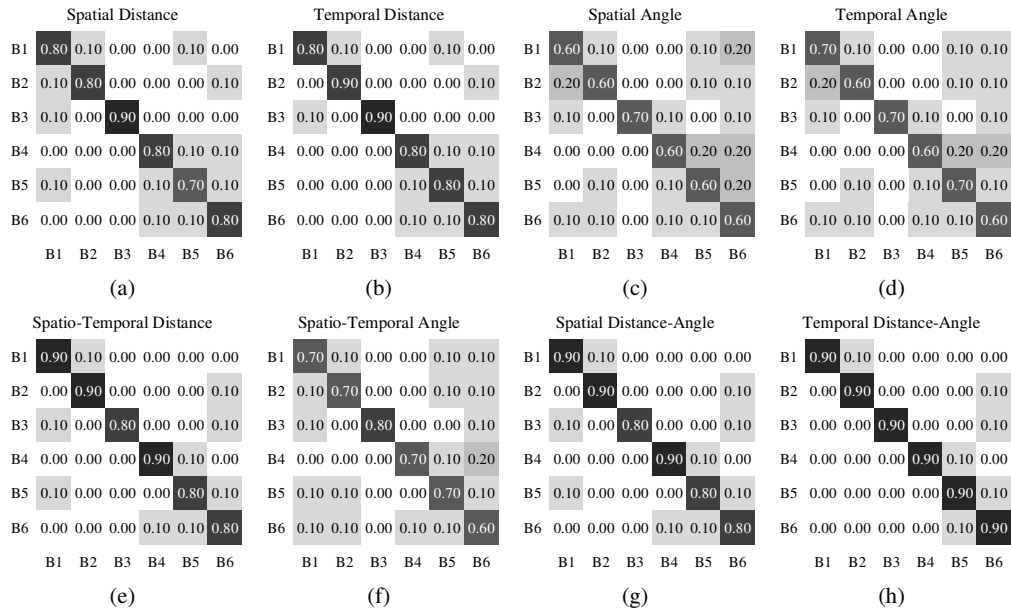 Spatial Distance Temporal Distance Spatial Angle Temporal Angle
B1 0.80 0.10 0.00 0.00 0.10 0.00 B1 0.80 0.10 0.00 0.00 0.10 0.00 B1 0.60 0.10 0.00 0.00 0.10 0.20 B1 0.70 0.10 0.00 0.00 0.10 0.10
B2 0.10 0.80 0.00 0.00 0.00 0.10 B2 0.00 0.90 0.00 0.00 0.00 0.10 B2 0.20 0.60 0.00 0.00 0.10 0.10 B2 0.20 0.60 0.00 0.00 0.10 0.10
B3 0.10 0.00 0.90 0.00 0.00 0.00 B3 0.10 0.00 0.90 0.00 0.00 0.00 B3 0.10 0.00 0.70 0.10 0.00 0.10 B3 0.10 0.00 0.70 0.10 0.00 0.10
B4 0.00 0.00 0.00 0.80 0.10 0.10 B4 0.00 0.00 0.00 0.80 0.10 0.10 B4 0.00 0.00 0.00 0.60 0.20 0.20 B4 0.00 0.00 0.00 0.60 0.20 0.20
B5 0.10 0.00 0.00 0.10 0.70 0.10 B5 0.00 0.00 0.00 0.10 0.80 0.10 B5 0.00 0.10 0.00 0.10 0.60 0.20 B5 0.00 0.10 0.00 0.10 0.70 0.10
B6 0.00 0.00 0.00 0.10 0.10 0.80 B6 0.00 0.00 0.00 0.10 0.10 0.80 B6 0.10 0.10 0.00 0.10 0.10 0.60 B6 0.10 0.10 0.00 0.10 0.10 0.60
B1 B2 B3 B4 B5 B6 B1 B2 B3 B4 B5 B6 B1 B2 B3 B4 B5 B6 B1 B2 B3 B4 B5 B6
(a) (b) (c) (d)
Spatio-Temporal Distance Spatio-Temporal Angle Spatial Distance-Angle Temporal Distance-Angle
B1 0.90 0.10 0.00 0.00 0.00 0.00 B1 0.70 0.10 0.00 0.00 0.10 0.10 B1 0.90 0.10 0.00 0.00 0.00 0.00 B1 0.90 0.10 0.00 0.00 0.00 0.00
B2 0.00 0.90 0.00 0.00 0.00 0.10 B2 0.10 0.70 0.00 0.00 0.10 0.10 B2 0.00 0.90 0.00 0.00 0.00 0.10 B2 0.00 0.90 0.00 0.00 0.00 0.10
B3 0.10 0.00 0.80 0.00 0.00 0.10 B3 0.10 0.00 0.80 0.00 0.00 0.10 B3 0.10 0.00 0.80 0.00 0.00 0.10 B3 0.00 0.00 0.90 0.00 0.00 0.10
B4 0.00 0.00 0.00 0.90 0.10 0.00 B4 0.00 0.00 0.00 0.70 0.10 0.20 B4 0.00 0.00 0.00 0.90 0.10 0.00 B4 0.00 0.00 0.00 0.90 0.10 0.00
B5 0.10 0.00 0.00 0.00 0.80 0.10 B5 0.10 0.10 0.00 0.00 0.70 0.10 B5 0.10 0.00 0.00 0.00 0.80 0.10 B5 0.00 0.00 0.00 0.00 0.90 0.10
B6 0.00 0.00 0.00 0.10 0.10 0.80 B6 0.10 0.10 0.00 0.10 0.10 0.60 B6 0.00 0.00 0.00 0.10 0.10 0.80 B6 0.00 0.00 0.00 0.00 0.10 0.90
B1 B2 B3 B4 B5 B6 B1 B2 B3 B4 B5 B6 B1 B2 B3 B4 B5 B6 B1 B2 B3 B4 B5 B6
(e) (f) (g) (h)